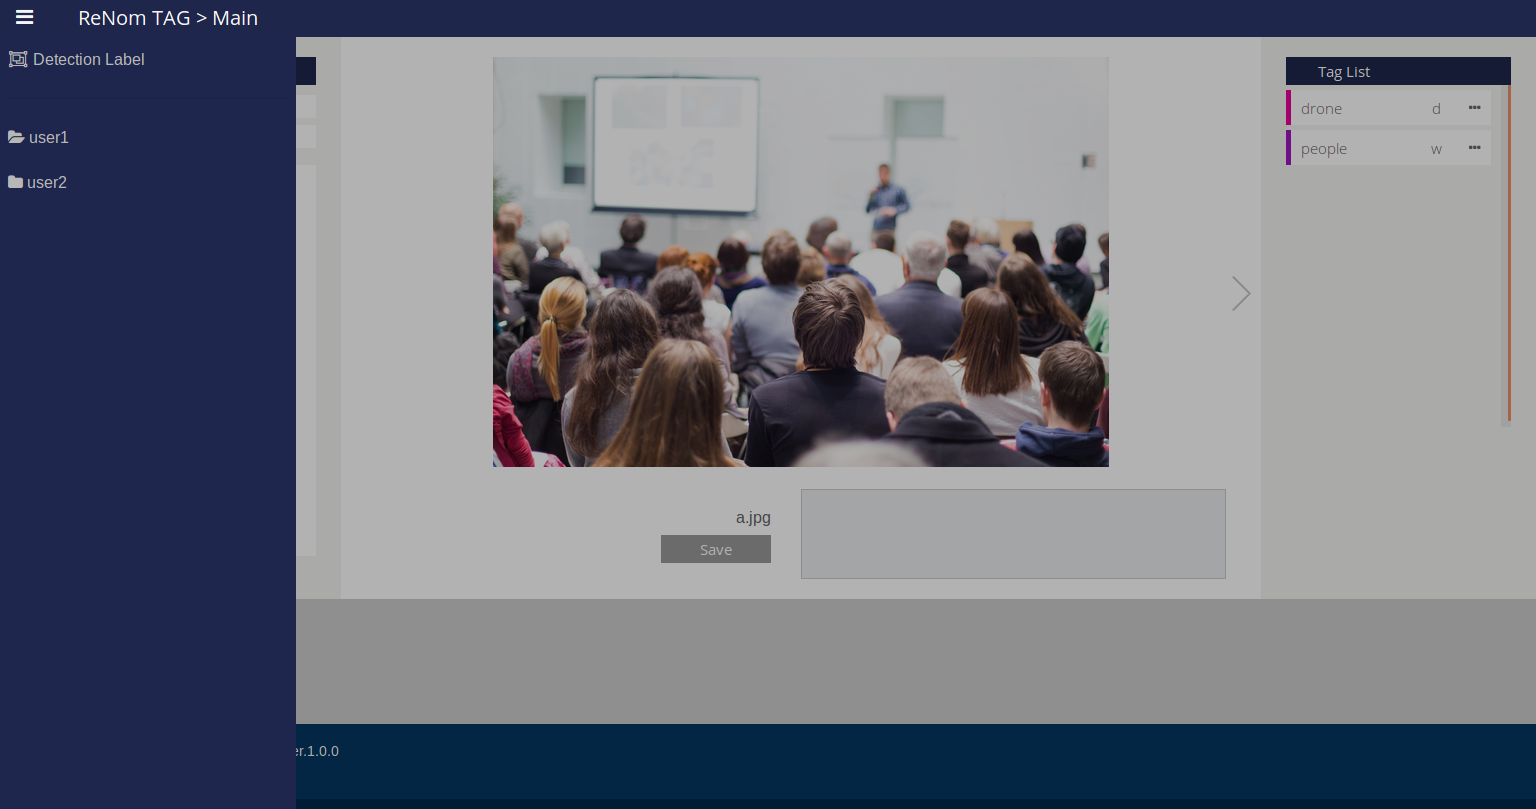 ReNom TAG > Main
Detection Label
user1
user2
Tag List
drone d
people w
a.jpg
Save
er.1.0.0